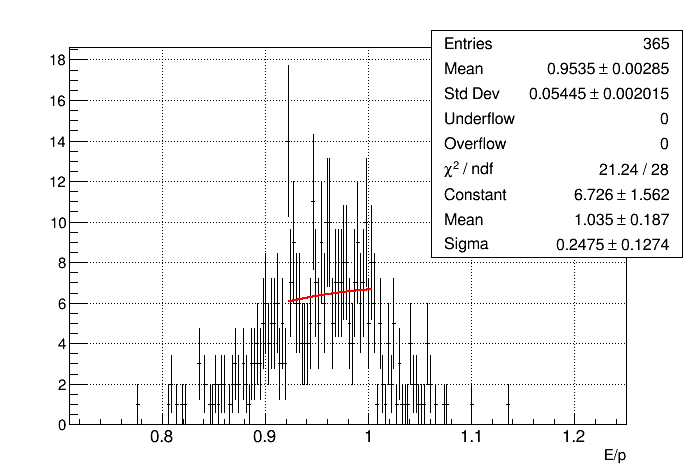 Entries 365
Mean 0.9535 ± 0.00285
Std Dev 0.05445 ± 0.002015
Underflow 0
Overflow 0
χ² / ndf 21.24 / 28
Constant 6.726 ± 1.562
Mean 1.035 ± 0.187
Sigma 0.2475 ± 0.1274
18
16
14
12
10
8
6
4
2
0
0.8 0.9 1 1.1 1.2
E/p